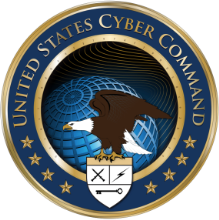 UNITED STATES CYBER COMMAND